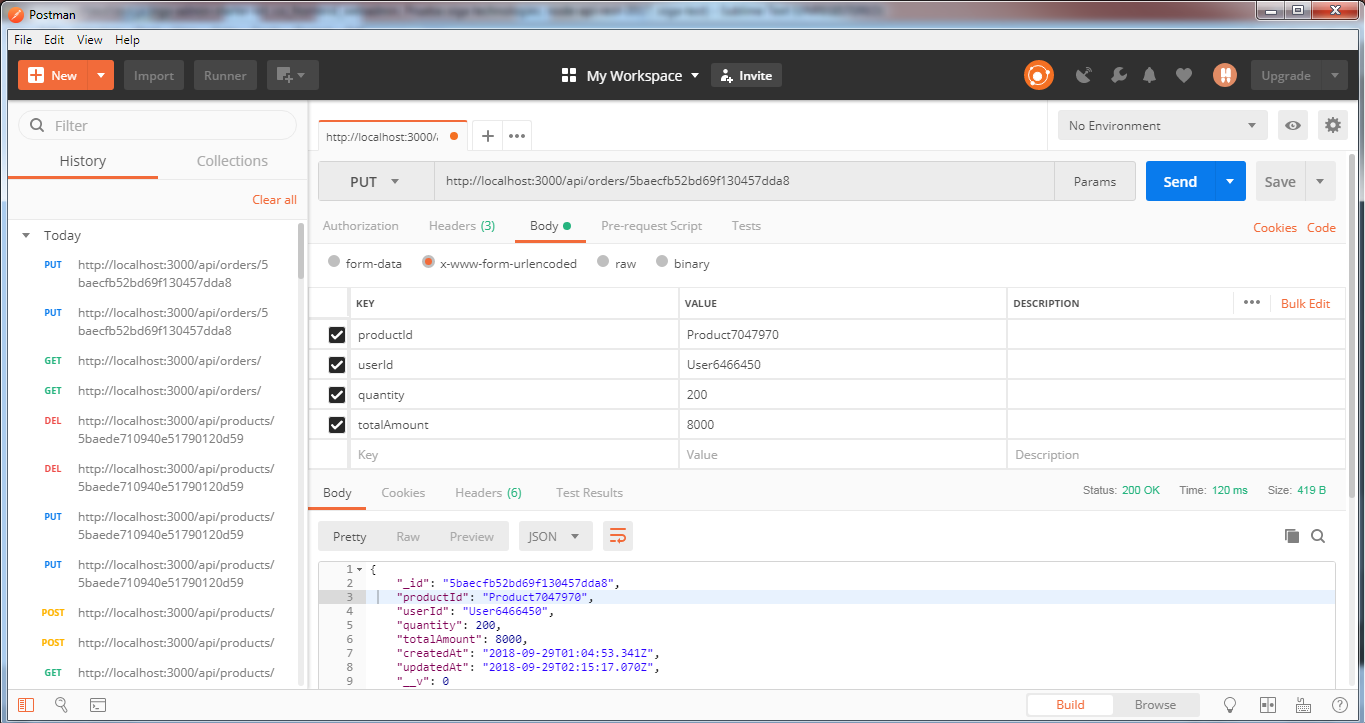 Postman
File Edit View Help
New Import Runner My Workspace Invite Upgrade
Filter
History Collections
Clear all
Today
PUT http://localhost:3000/api/orders/5
baecfb52bd69f130457dda8
PUT http://localhost:3000/api/orders/5
baecfb52bd69f130457dda8
GET http://localhost:3000/api/orders/
GET http://localhost:3000/api/orders/
DEL http://localhost:3000/api/products/
5baede710940e51790120d59
DEL http://localhost:3000/api/products/
5baede710940e51790120d59
PUT http://localhost:3000/api/products/
5baede710940e51790120d59
PUT http://localhost:3000/api/products/
5baede710940e51790120d59
POST http://localhost:3000/api/products/
POST http://localhost:3000/api/products/
GET http://localhost:3000/api/products/
http://localhost:3000/
No Environment
PUT http://localhost:3000/api/orders/5baecfb52bd69f130457dda8 Params Send Save
Authorization Headers (3) Body Pre-request Script Tests Cookies Code
form-data x-www-form-urlencoded raw binary
KEY VALUE DESCRIPTION ••• Bulk Edit
productId Product7047970
userId User6466450
quantity 200
totalAmount 8000
Key Value Description
Body Cookies Headers (6) Test Results Status: 200 OK Time: 120 ms Size: 419 B
Pretty Raw Preview JSON
1 {
2 "_id": "5baecfb52bd69f130457dda8",
3 "productId": "Product7047970",
4 "userId": "User6466450",
5 "quantity": 200,
6 "totalAmount": 8000,
7 "createdAt": "2018-09-29T01:04:53.341Z",
8 "updatedAt": "2018-09-29T02:15:17.070Z",
9 "__v": 0
Build Browse